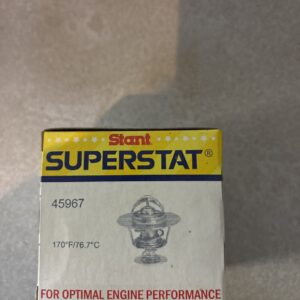 Stant
SUPERSTAT®
45967
170°F/76.7°C
FOR OPTIMAL ENGINE PERFORMANCE